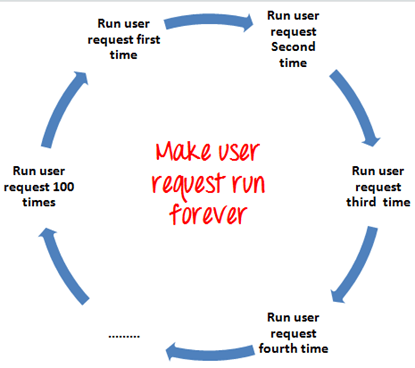 Run user
request first
time
Run user
request
Second
time
Run user
request
third time
Run user
request
fourth time
.........
Run user
request 100
times
Make user
request run
forever